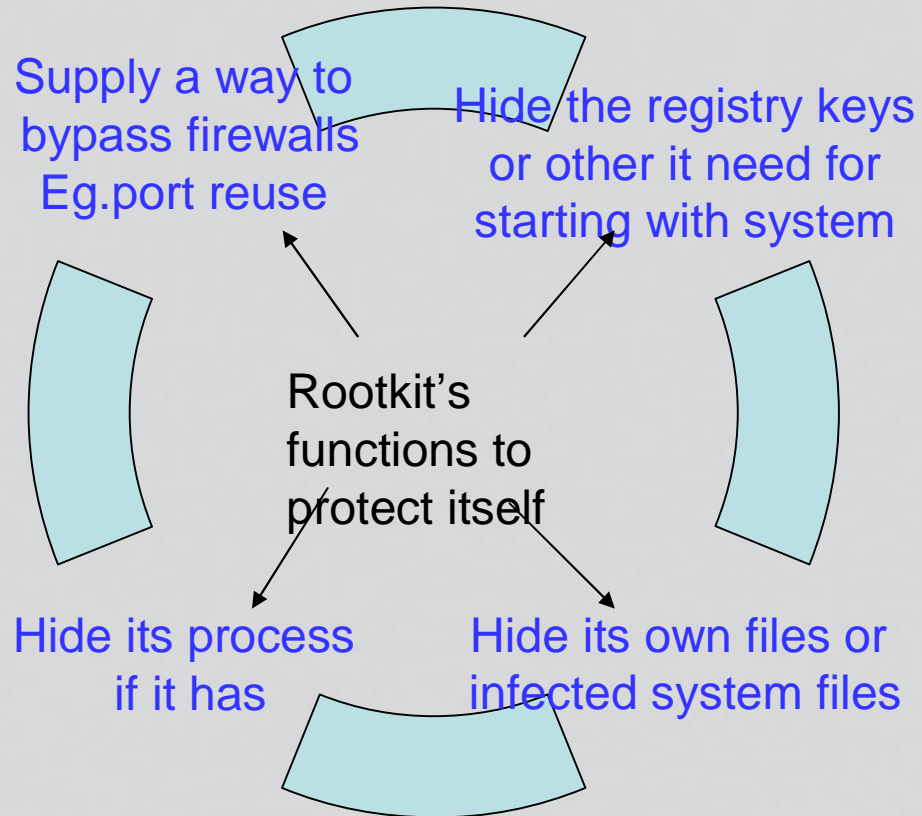 Supply a way to
bypass firewalls
Eg.port reuse
Hide the registry keys
or other it need for
starting with system
Rootkit’s
functions to
protect itself
Hide its process
if it has
Hide its own files or
infected system files